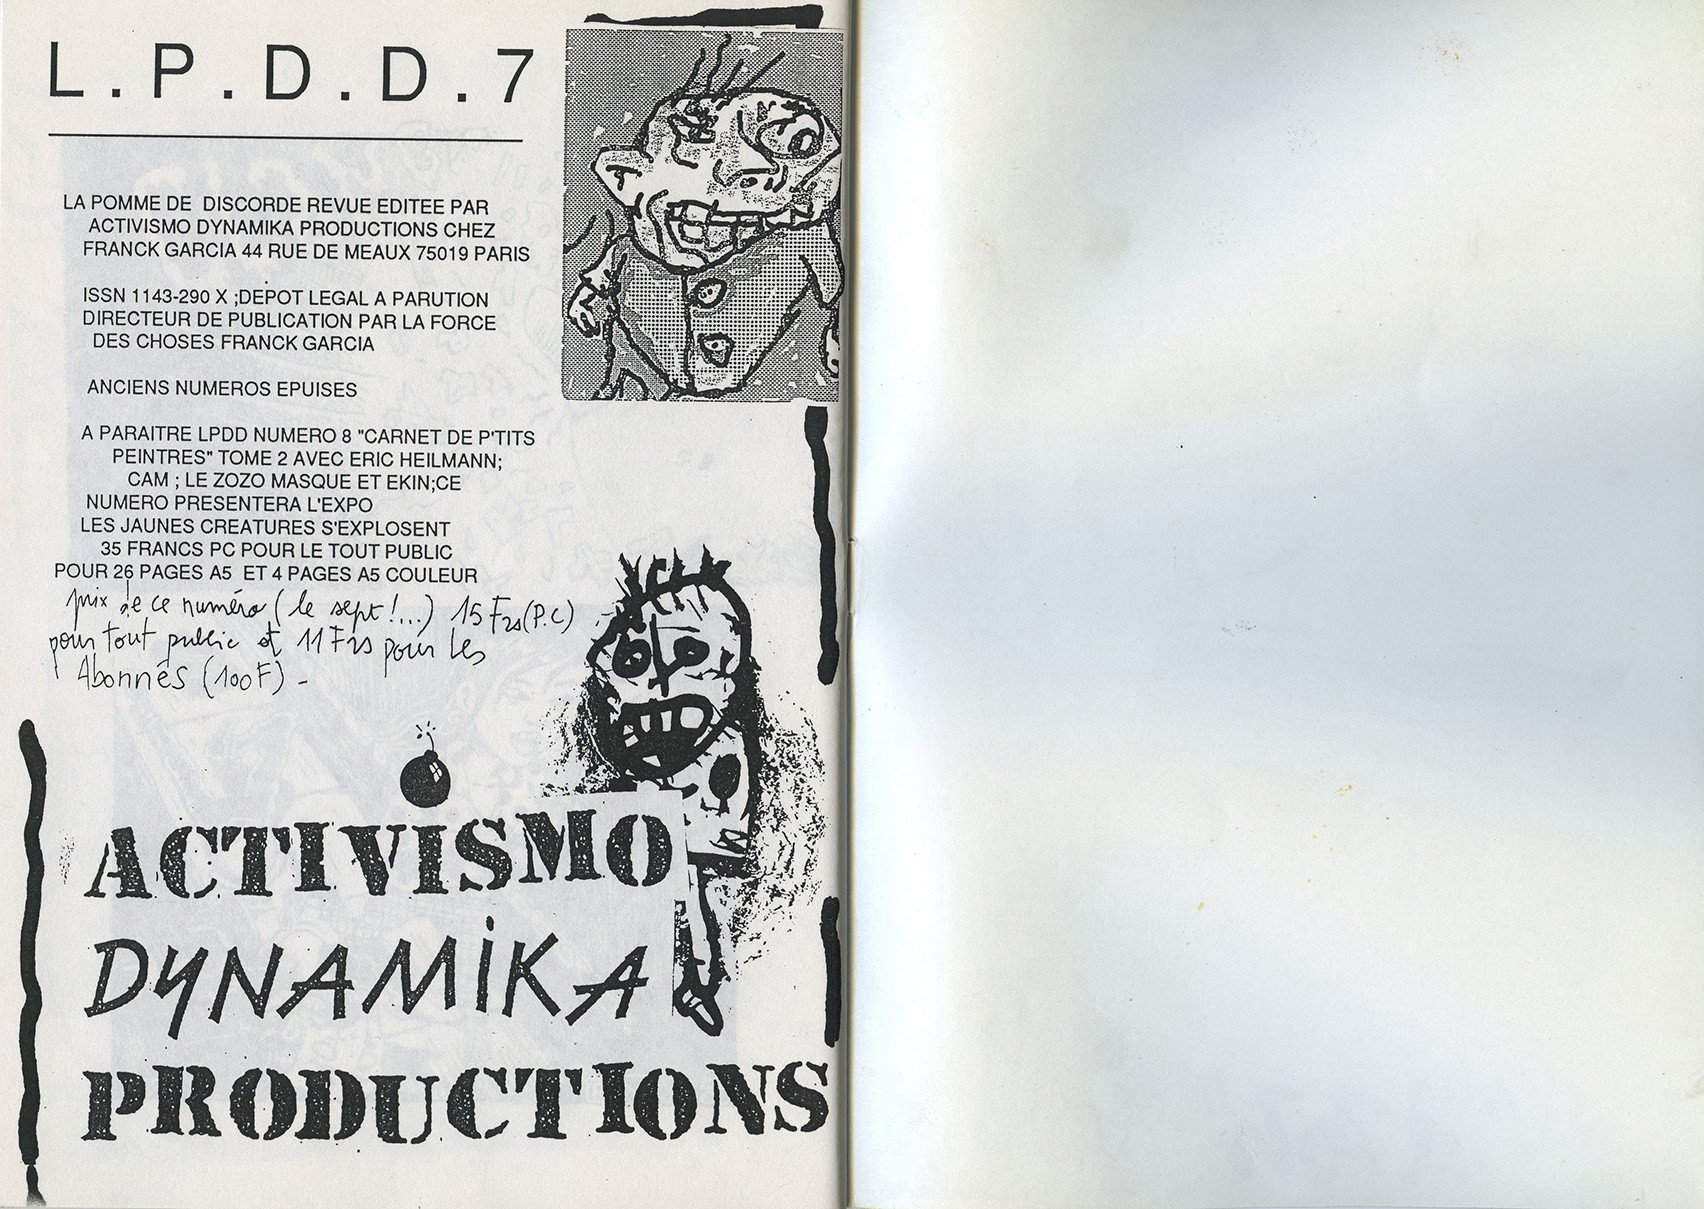 L.P.D.D.7
LA POMME DE DISCORDE REVUE EDITEE PAR
ACTIVISMO DYNAMIKA PRODUCTIONS CHEZ
FRANCK GARCIA 44 RUE DE MEAUX 75019 PARIS
ISSN 1143-290 X ;DEPOT LEGAL A PARUTION
DIRECTEUR DE PUBLICATION PAR LA FORCE
DES CHOSES FRANCK GARCIA
ANCIENS NUMEROS EPUISES
A PARAITRE LPDD NUMERO 8 "CARNET DE P'TITS
PEINTRES" TOME 2 AVEC ERIC HEILMANN;
CAM ; LE ZOZO MASQUE ET EKIN;CE
NUMERO PRESENTERA L'EXPO
LES JAUNES CREATURES S'EXPLOSENT
35 FRANCS PC POUR LE TOUT PUBLIC
POUR 26 PAGES A5 ET 4 PAGES A5 COULEUR
prix de ce numéro (le sept!...) 15 Frs (P.C)
pour tout public et 11 Frs pour les
Abonnés (100F) -
ACTIVISMO
DYNAMiKA
PRODUCTIONS